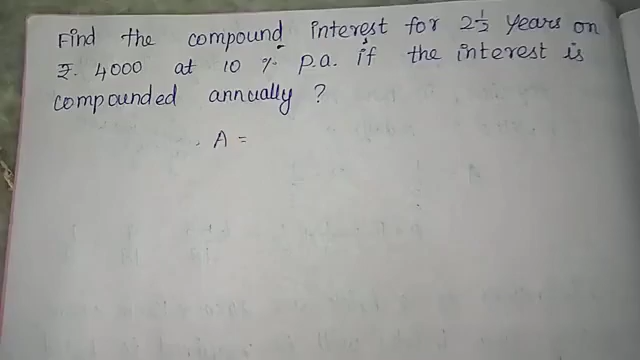 Find the compound interest for 2½ years on
₹. 4000 at 10 % p.a. if the interest is
compounded annually ?
A =